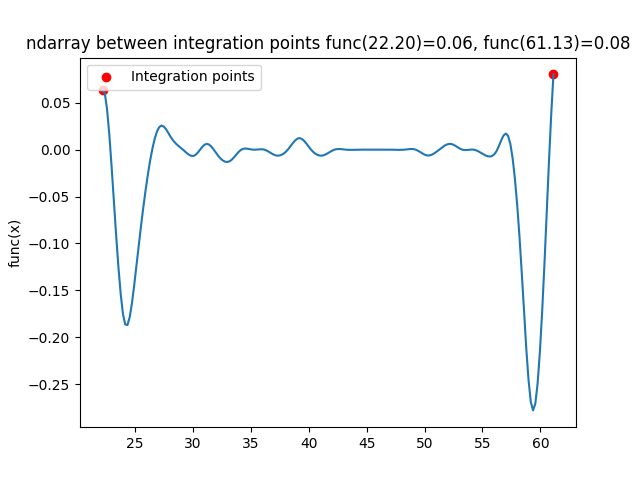 ndarray between integration points func(22.20)=0.06, func(61.13)=0.08
Integration points
func(x)
0.05
0.00
−0.05
−0.10
−0.15
−0.20
−0.25
25 30 35 40 45 50 55 60